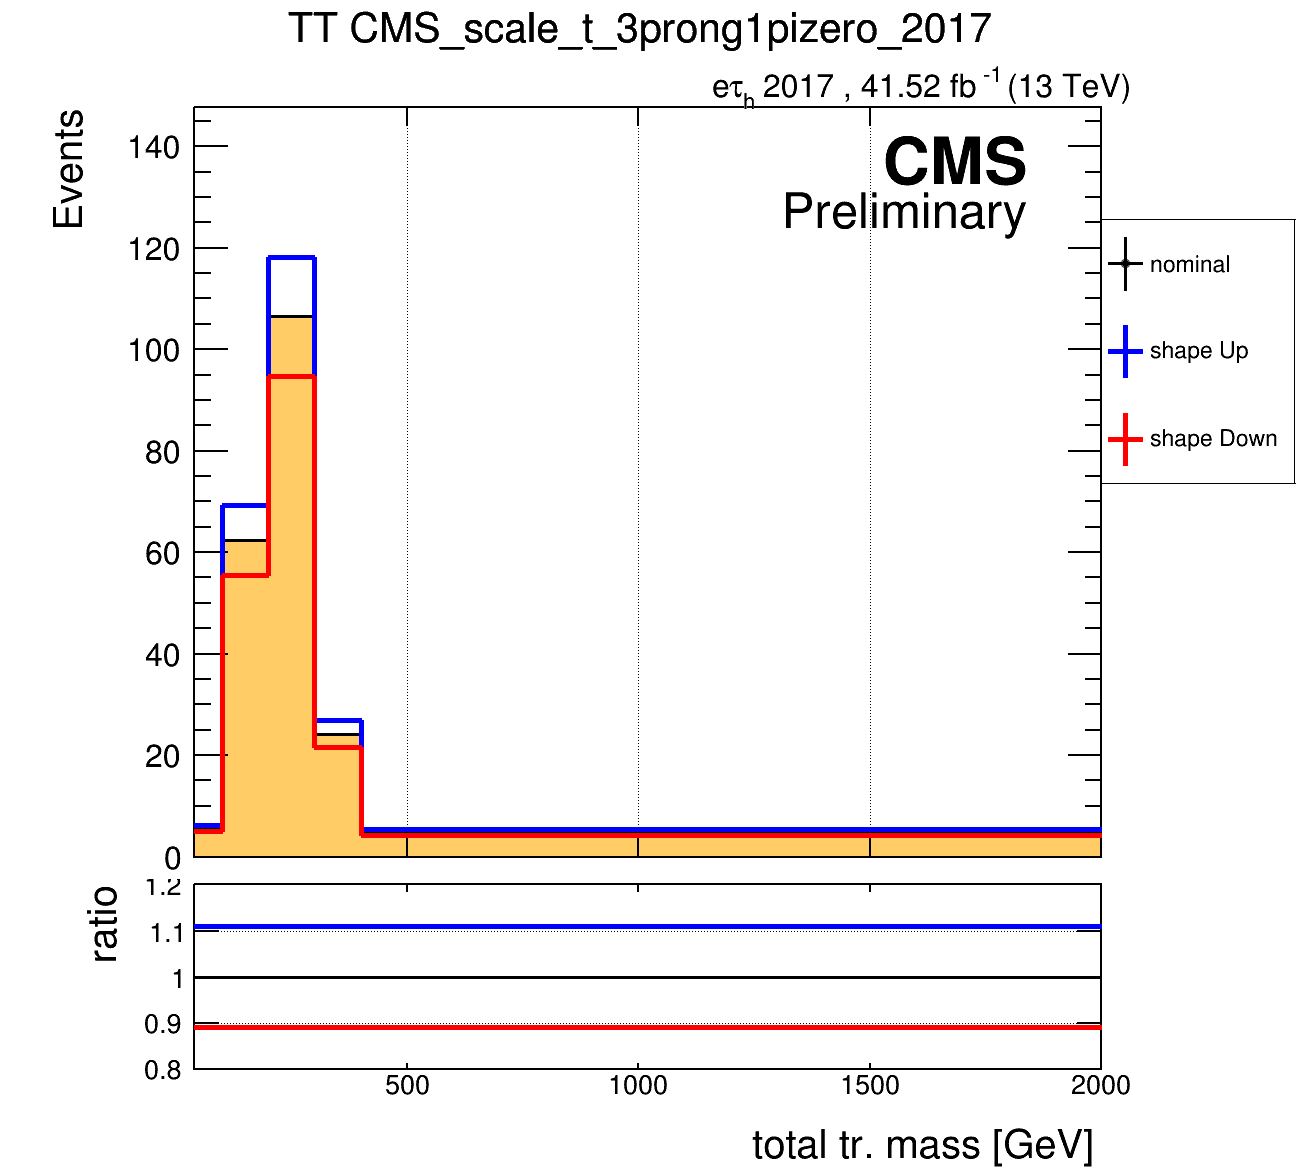 TT CMS_scale_t_3prong1pizero_2017
eτh 2017 , 41.52 fb -1 (13 TeV)
Events
140
120
100
80
60
40
20
0
CMS
Preliminary
nominal
shape Up
shape Down
ratio
1.2
1.1
1
0.9
0.8
500
1000
1500
2000
total tr. mass [GeV]